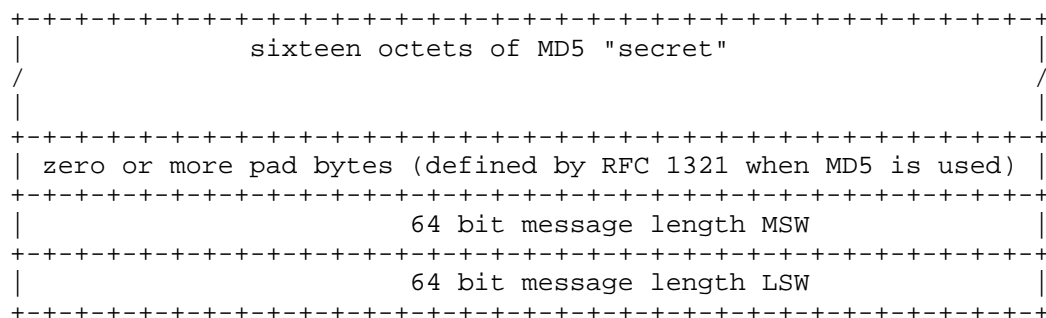 +-+-+-+-+-+-+-+-+-+-+-+-+-+-+-+-+-+-+-+-+-+-+-+-+-+-+-+-+-+-+-+-+
|             sixteen octets of MD5 "secret"                    |
/                                                               /
|                                                               |
+-+-+-+-+-+-+-+-+-+-+-+-+-+-+-+-+-+-+-+-+-+-+-+-+-+-+-+-+-+-+-+-+
| zero or more pad bytes (defined by RFC 1321 when MD5 is used) |
+-+-+-+-+-+-+-+-+-+-+-+-+-+-+-+-+-+-+-+-+-+-+-+-+-+-+-+-+-+-+-+-+
|                        64 bit message length MSW              |
+-+-+-+-+-+-+-+-+-+-+-+-+-+-+-+-+-+-+-+-+-+-+-+-+-+-+-+-+-+-+-+-+
|                        64 bit message length LSW              |
+-+-+-+-+-+-+-+-+-+-+-+-+-+-+-+-+-+-+-+-+-+-+-+-+-+-+-+-+-+-+-+-+